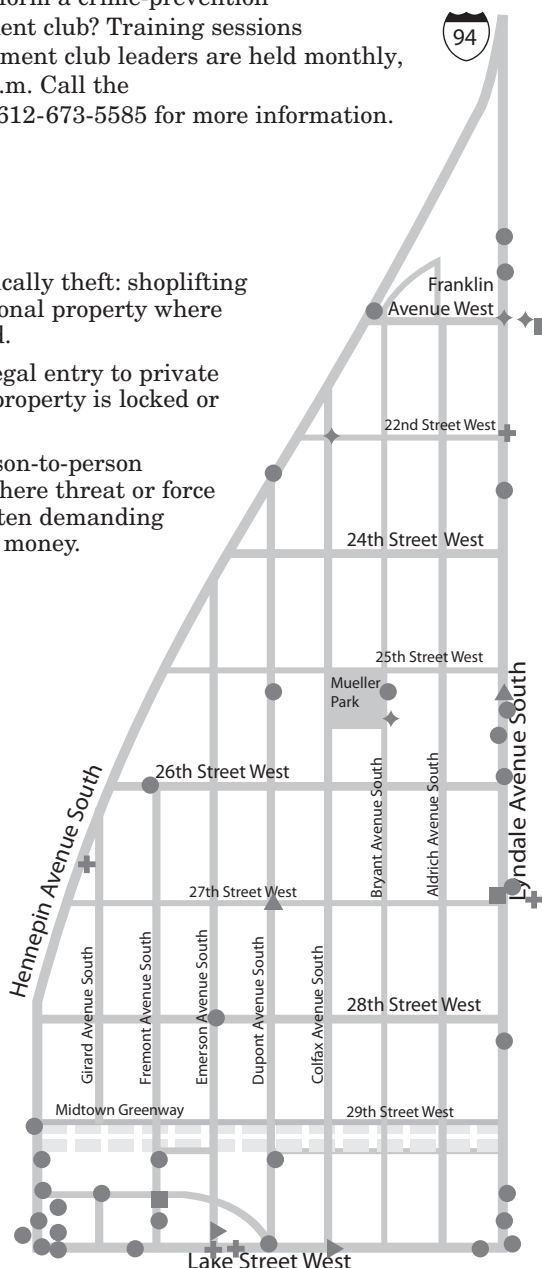 ent club? Training sessions
ment club leaders are held monthly,
.m. Call the
612-673-5585 for more information.
94
ically theft: shoplifting
onal property where
d.
egal entry to private
property is locked or
son-to-person
here threat or force
ten demanding
money.
Franklin
Avenue West
22nd Street West
24th Street West
25th Street West
Mueller
Park
Lyndale Avenue South
26th Street West
Bryant Avenue South
Aldrich Avenue South
Hennepin Avenue South
27th Street West
Girard Avenue South
Fremont Avenue South
Emerson Avenue South
Dupont Avenue South
Colfax Avenue South
28th Street West
Midtown Greenway
29th Street West
Lake Street West